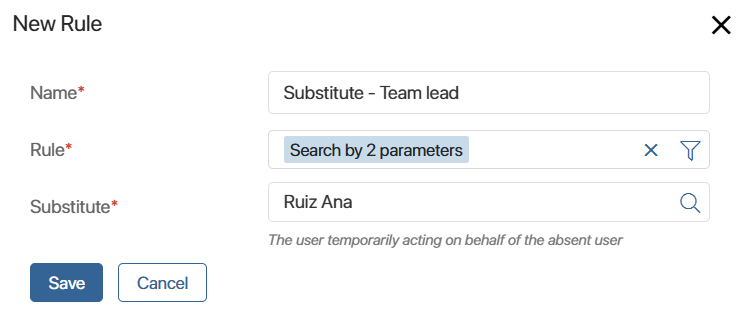 New Rule
Name* Substitute - Team lead
Rule* Search by 2 parameters
Substitute* Ruiz Ana
The user temporarily acting on behalf of the absent user
Save Cancel